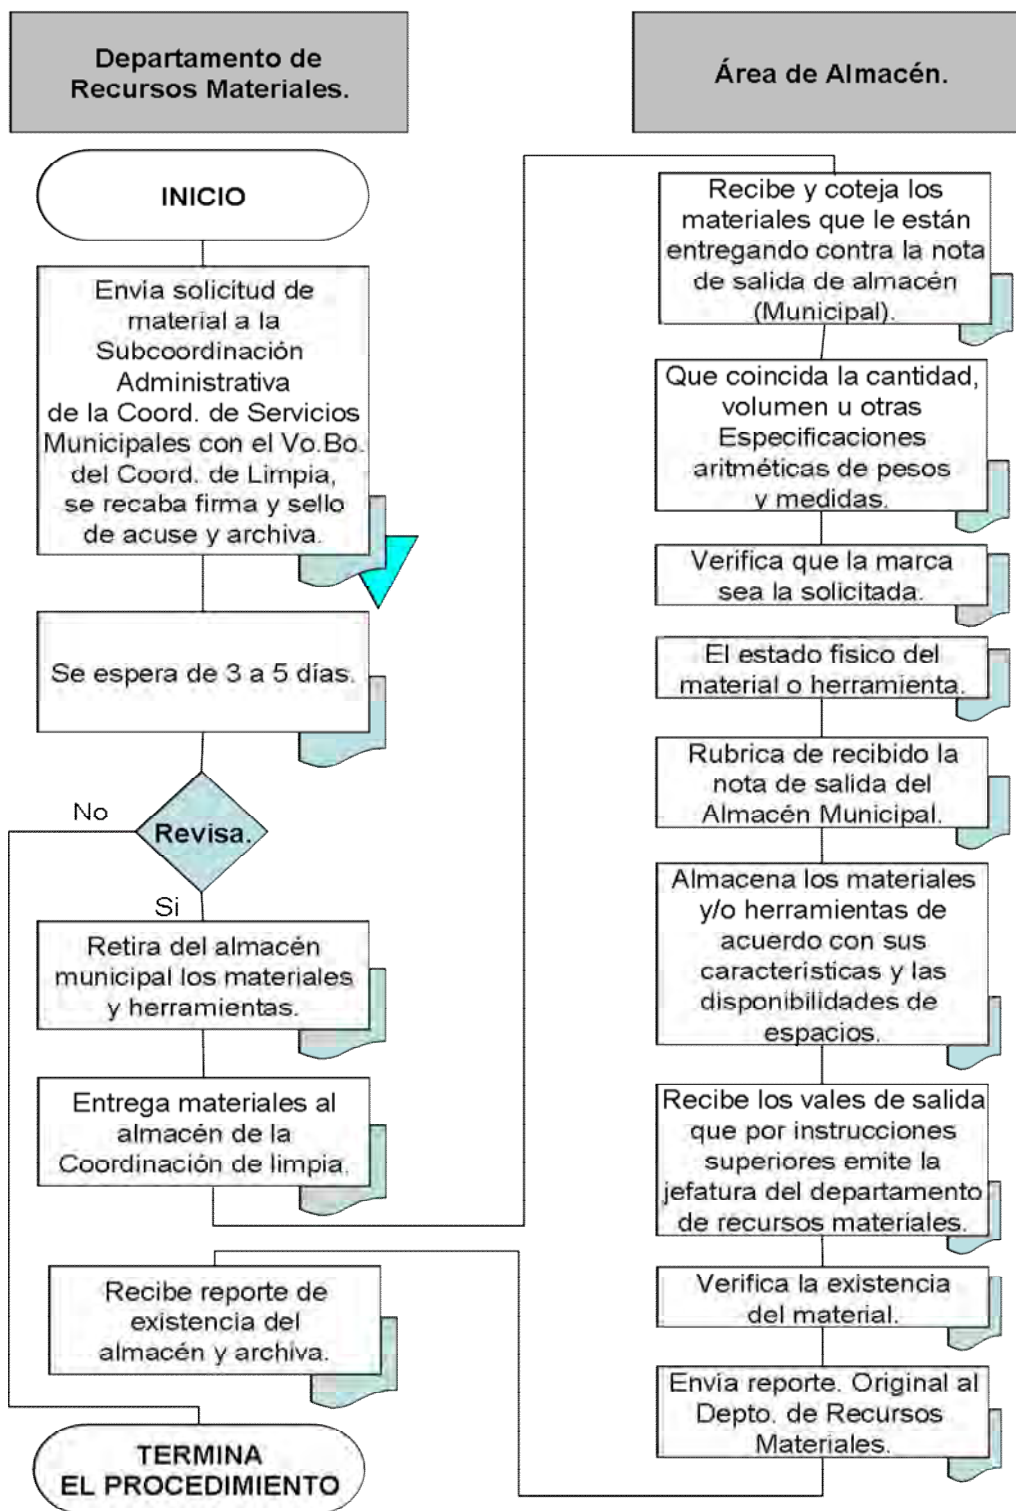 Departamento de
Recursos Materiales.
Área de Almacén.
INICIO
Envia solicitud de
material a la
Subcoordinación
Administrativa
de la Coord. de Servicios
Municipales con el Vo.Bo.
del Coord. de Limpia,
se recaba firma y sello
de acuse y archiva.
Se espera de 3 a 5 días.
Revisa.
No
Si
Retira del almacén
municipal los materiales
y herramientas.
Entrega materiales al
almacén de la
Coordinación de limpia.
Recibe y coteja los
materiales que le están
entregando contra la nota
de salida de almacén
(Municipal).
Que coincida la cantidad,
volumen u otras
Especificaciones
aritméticas de pesos
y medidas.
Verifica que la marca
sea la solicitada.
El estado fisico del
material o herramienta.
Rubrica de recibido la
nota de salida del
Almacén Municipal.
Almacena los materiales
y/o herramientas de
acuerdo con sus
características y las
disponibilidades de
espacios.
Recibe los vales de salida
que por instrucciones
superiores emite la
jefatura del departamento
de recursos materiales.
Verifica la existencia
del material.
Envía reporte. Original al
Depto. de Recursos
Materiales.
Recibe reporte de
existencia del
almacén y archiva.
TERMINA
EL PROCEDIMIENTO